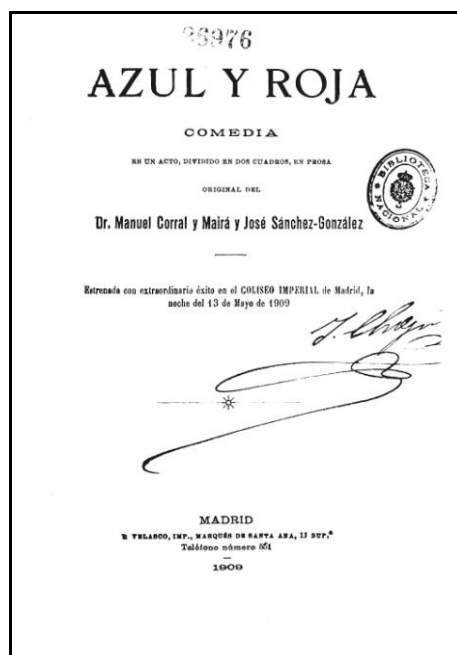 26976
AZUL Y ROJA
COMEDIA
EN UN ACTO, DIVIDIDO EN DOS CUADROS, EN PROSA
ORIGINAL DEL
Dr. Manuel Corral y Mairá y José Sánchez-González
BIBLIOTECA NACIONAL
Estrenada con extraordinario éxito en el COLISEO IMPERIAL de Madrid, la
noche del 13 de Mayo de 1909
MADRID
R VELASCO, IMP., MARQUÉS DE SANTA ANA, 11 DUP.º
Teléfono número 551
1909